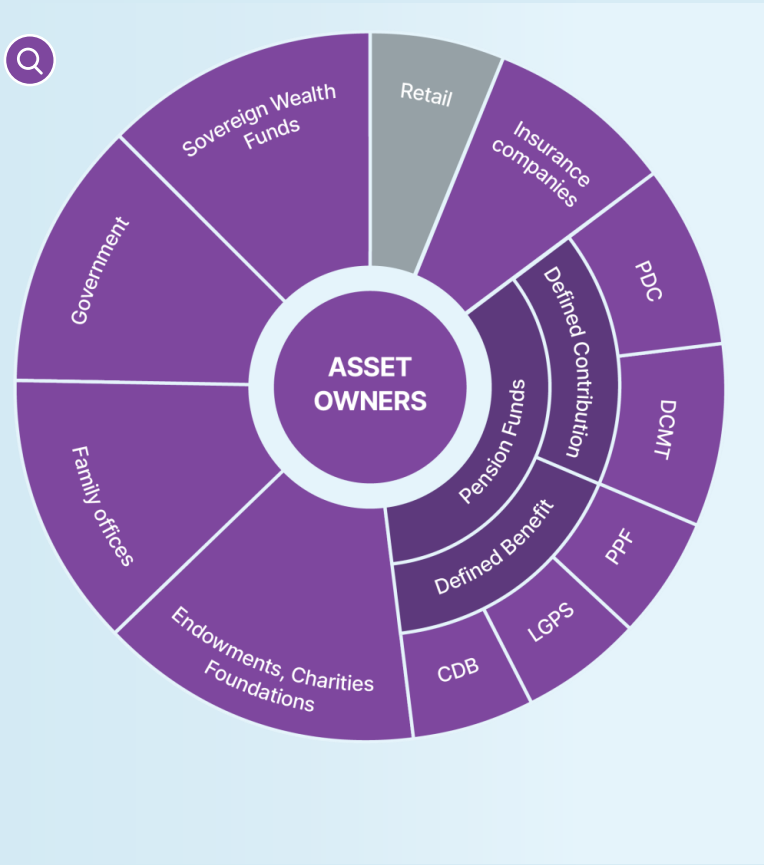 Retail
Insurance
companies
PDC
DCMT
PPF
LGPS
CDB
Defined Contribution
Defined Benefit
Pension Funds
Endowments, Charities
Foundations
Family offices
Government
Sovereign Wealth
Funds
ASSET
OWNERS